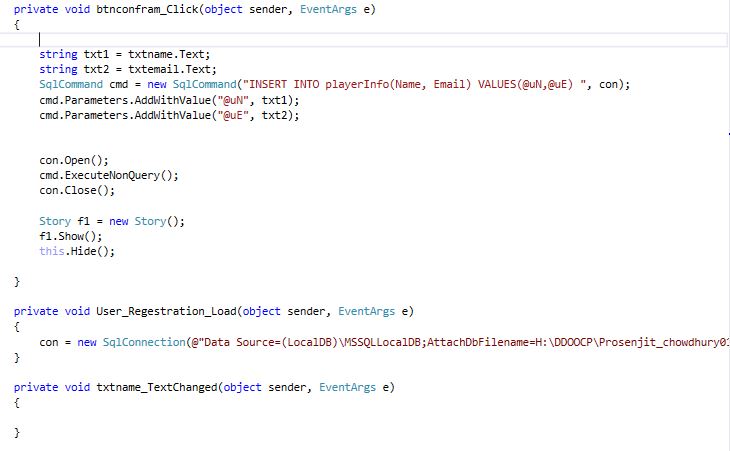 private void btnconfram_Click(object sender, EventArgs e)
{
string txt1 = txtname.Text;
string txt2 = txtemail.Text;
SqlCommand cmd = new SqlCommand("INSERT INTO playerInfo(Name, Email) VALUES(@uN,@uE) ", con);
cmd.Parameters.AddWithValue("@uN", txt1);
cmd.Parameters.AddWithValue("@uE", txt2);
con.Open();
cmd.ExecuteNonQuery();
con.Close();
Story f1 = new Story();
f1.Show();
this.Hide();
}
private void User_Regestration_Load(object sender, EventArgs e)
{
con = new SqlConnection(@"Data Source=(LocalDB)\MSSQLLocalDB;AttachDbFilename=H:\DDOOCP\Prosenjit_chowdhury01
}
private void txtname_TextChanged(object sender, EventArgs e)
{
}